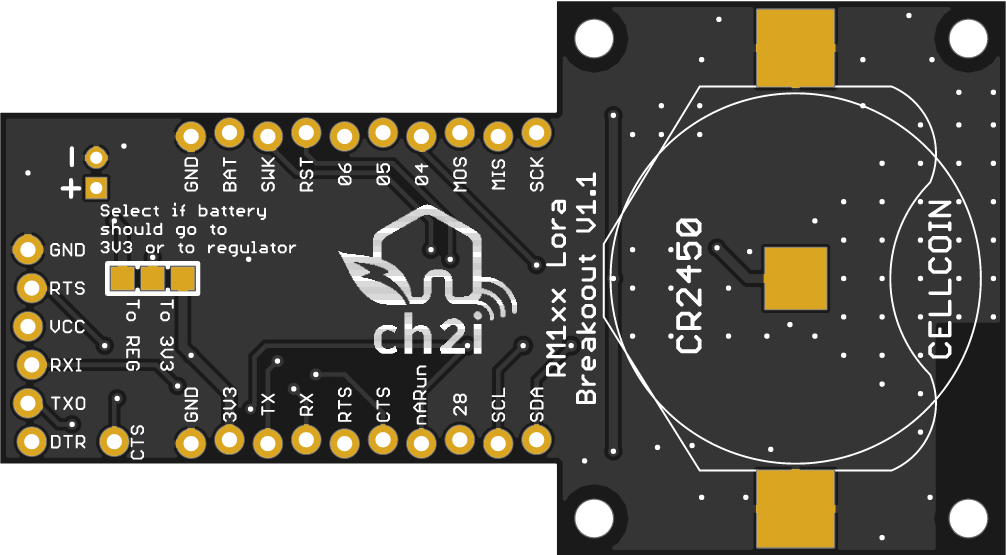 GND
BAT
SWK
RST
06
05
04
MOS
MIS
SCK
-
+
Select if battery
should go to
3V3 or to regulator
GND
RTS
VCC
RXI
TXO
DTR
CTS
To REG
To 3V3
ch2i
GND
3V3
TX
RX
RTS
CTS
nARun
28
SCL
SDA
RM1xx Lora
Breakoout V1.1
CR2450
CELLCOIN